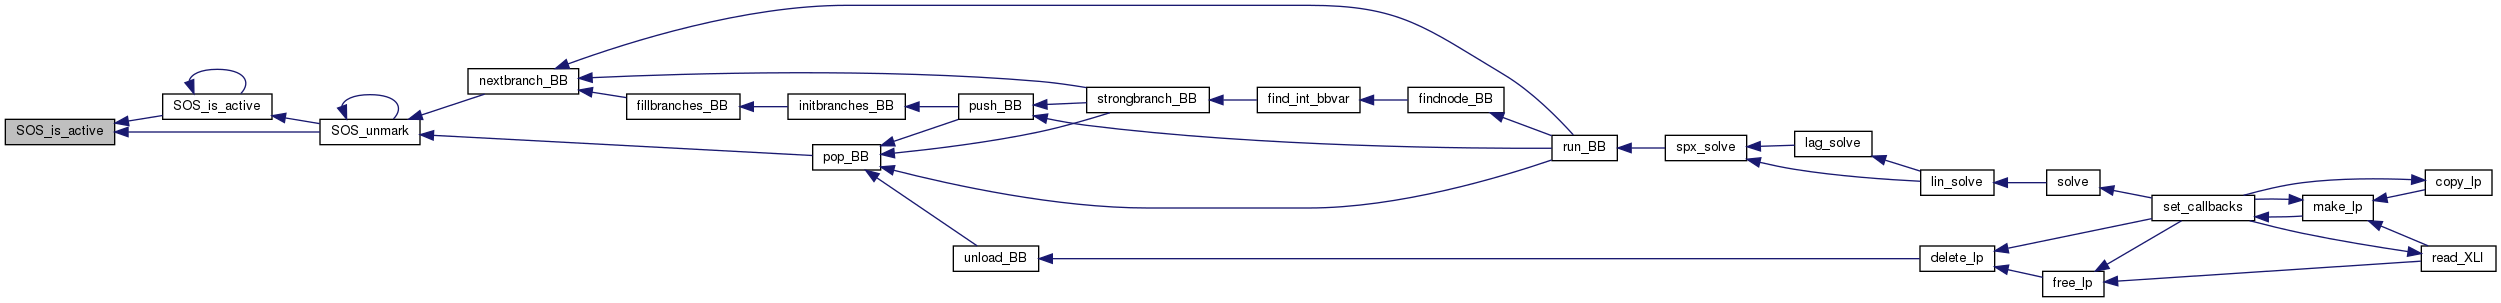 SOS_is_active
SOS_is_active
SOS_unmark
nextbranch_BB
fillbranches_BB
initbranches_BB
pop_BB
push_BB
unload_BB
strongbranch_BB
find_int_bbvar
findnode_BB
run_BB
spx_solve
lag_solve
lin_solve
delete_lp
solve
free_lp
set_callbacks
make_lp
copy_lp
read_XLI